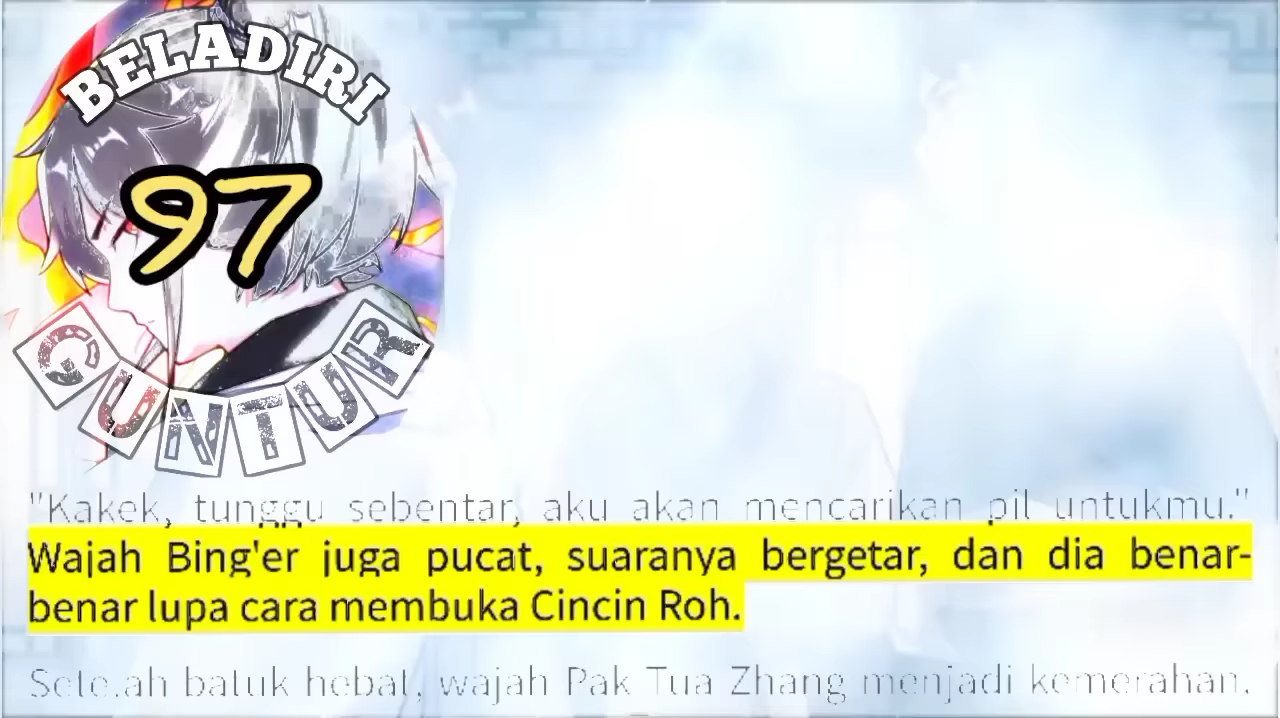 BELADIRI
97
GUNTUR
"Kakek, tunggu sebentar, aku akan mencarikan pil untukmu."
Wajah Bing'er juga pucat, suaranya bergetar, dan dia benar-
benar lupa cara membuka Cincin Roh.
Setelah batuk hebat, wajah Pak Tua Zhang menjadi kemerahan.